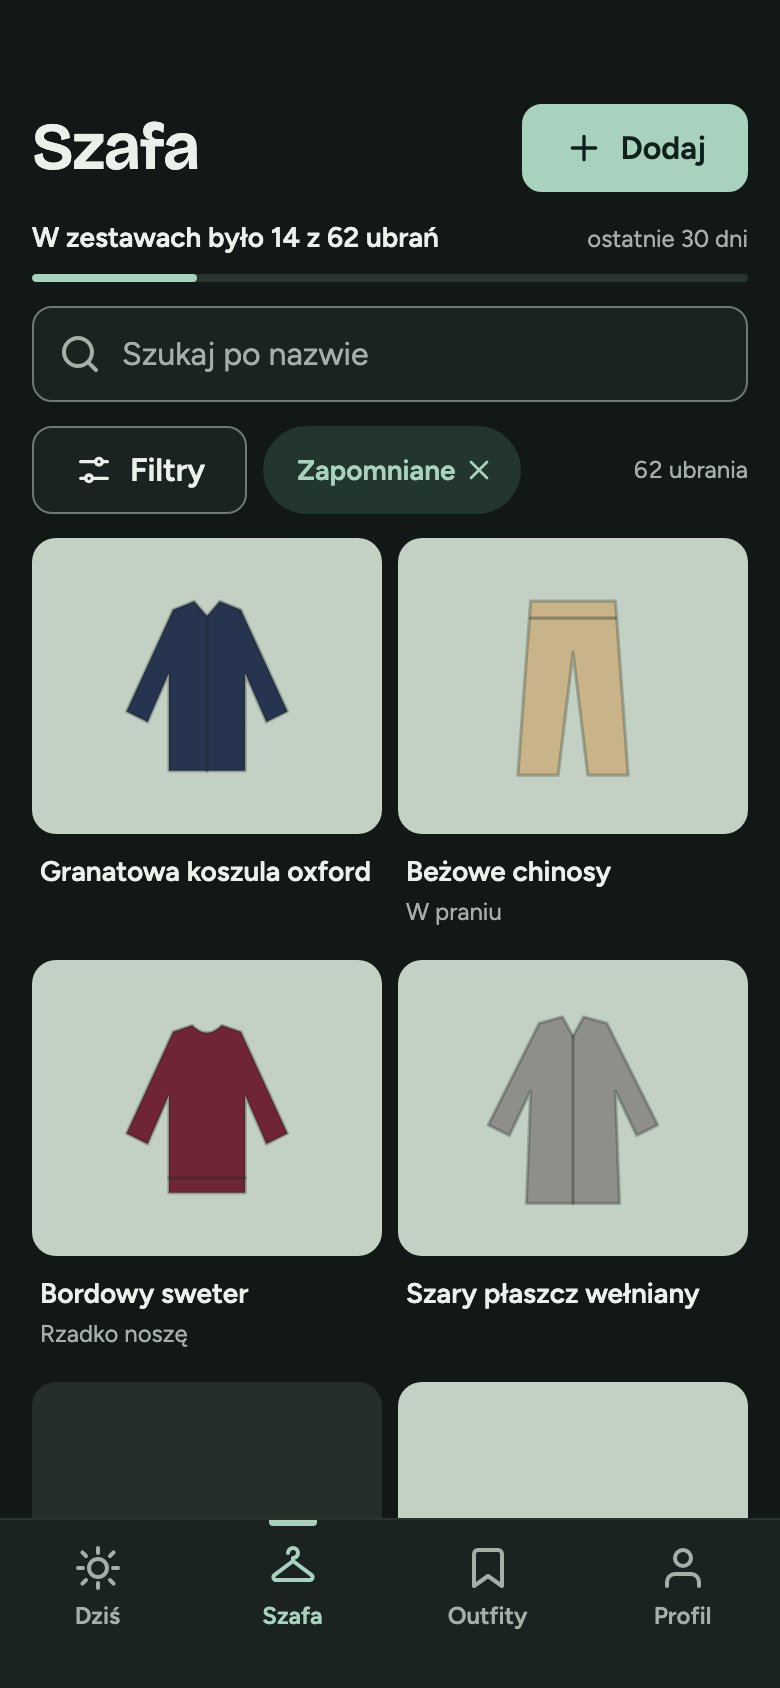 Szafa
Dodaj
W zestawach było 14 z 62 ubrań
ostatnie 30 dni
Szukaj po nazwie
Filtry
Zapomniane
62 ubrania
Granatowa koszula oxford
Beżowe chinosy
W praniu
Bordowy sweter
Rzadko noszę
Szary płaszcz wełniany
Dziś
Szafa
Outfity
Profil